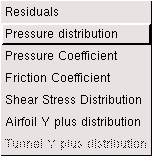 Residuals
Pressure distribution
Pressure Coefficient
Friction Coefficient
Shear Stress Distribution
Airfoil Y plus distribution
Tunnel Y plus distribution